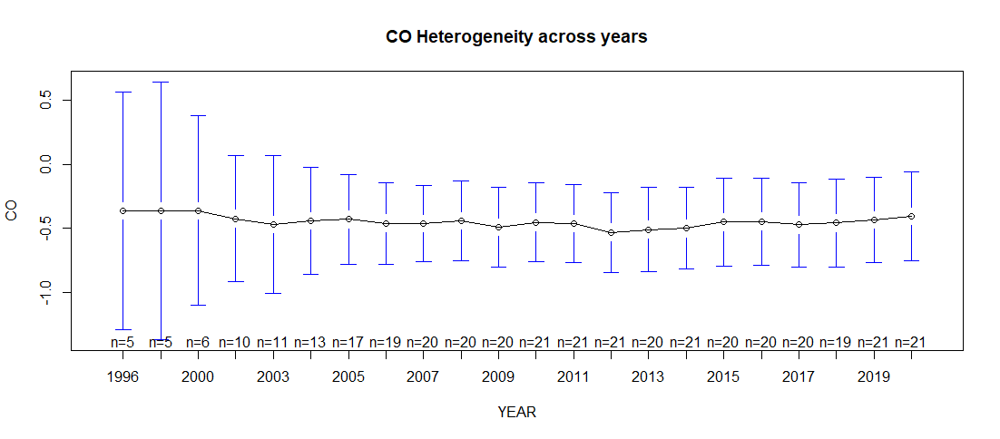 CO Heterogeneity across years
CO
0.5
0.0
-0.5
-1.0
n=5 n=5 n=6 n=10 n=11 n=13 n=17 n=19 n=20 n=20 n=20 n=21 n=21 n=21 n=20 n=21 n=20 n=20 n=20 n=19 n=21 n=21
1996 2000 2003 2005 2007 2009 2011 2013 2015 2017 2019
YEAR